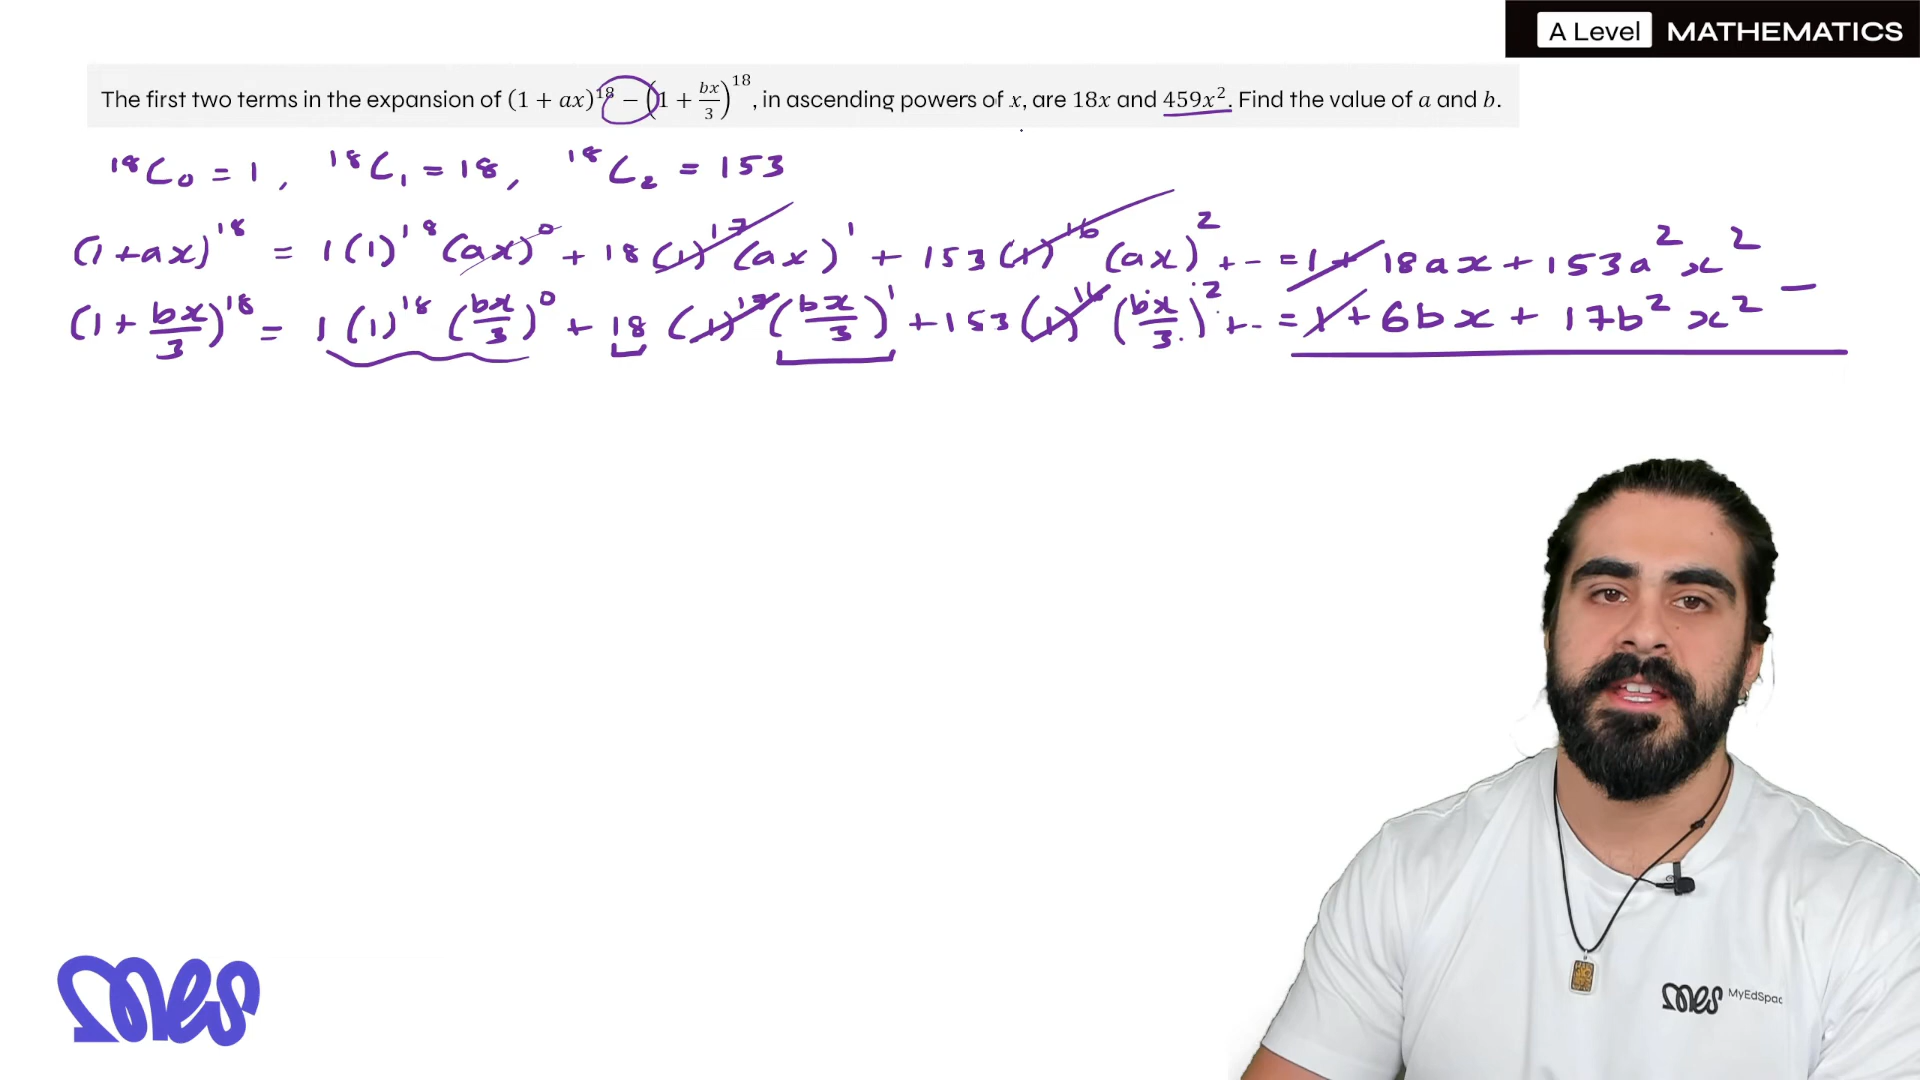 A Level MATHEMATICS
The first two terms in the expansion of (1 + ax)¹⁸ − (1 + bx/3)¹⁸, in ascending powers of x, are 18x and 459x². Find the value of a and b.
¹⁸C₀ = 1, ¹⁸C₁ = 18, ¹⁸C₂ = 153
(1+ax)¹⁸ = 1(1)¹⁸(ax)⁰ + 18(1)¹⁷(ax)¹ + 153(1)¹⁶(ax)² + -- = 1 + 18ax + 153a²x²
(1 + bx/3)¹⁸ = 1(1)¹⁸(bx/3)⁰ + 18(1)¹⁷(bx/3)¹ + 153(1)¹⁶(bx/3)² + -- = 1 + 6bx + 17b²x² −
mes
mes MyEdSpac